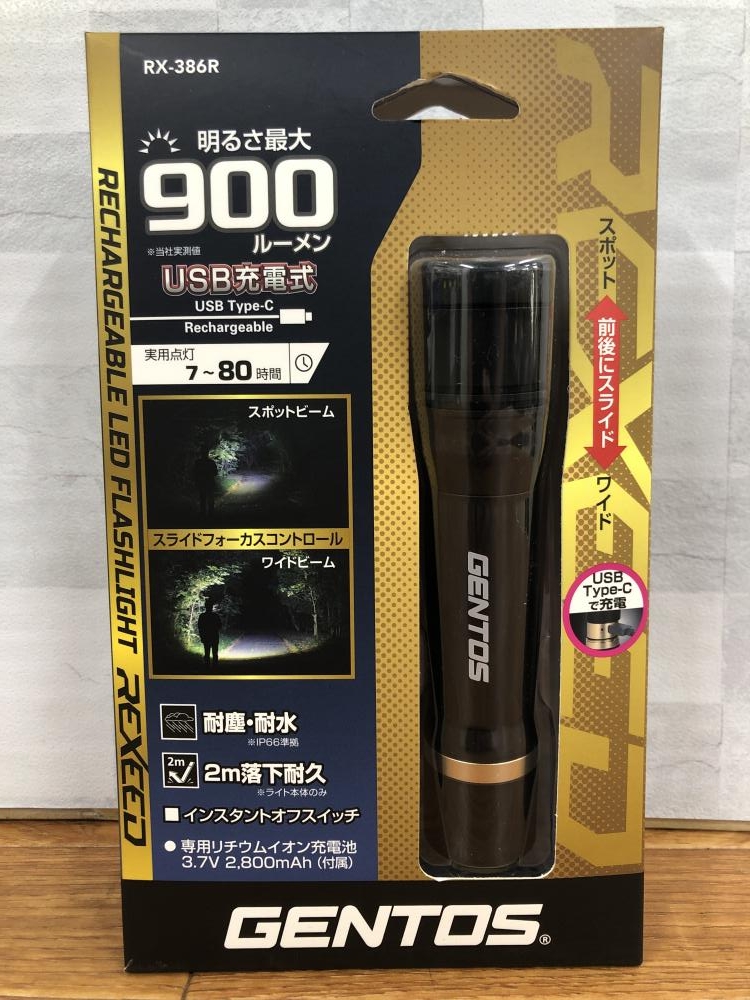 RX-386R
明るさ最大
900
ルーメン
※当社実測値
USB充電式
USB Type-C
Rechargeable
実用点灯
7～80時間
スポットビーム
スライドフォーカスコントロール
ワイドビーム
耐塵・耐水
※IP66準拠
2m
2m落下耐久
※ライト本体のみ
■インスタントオフスイッチ
●専用リチウムイオン充電池
3.7V 2,800mAh（付属）
RECHARGEABLE LED FLASHLIGHT REXEED
スポット
前後にスライド
ワイド
USB
Type-C
で充電
GENTOS
REXEED
GENTOS®